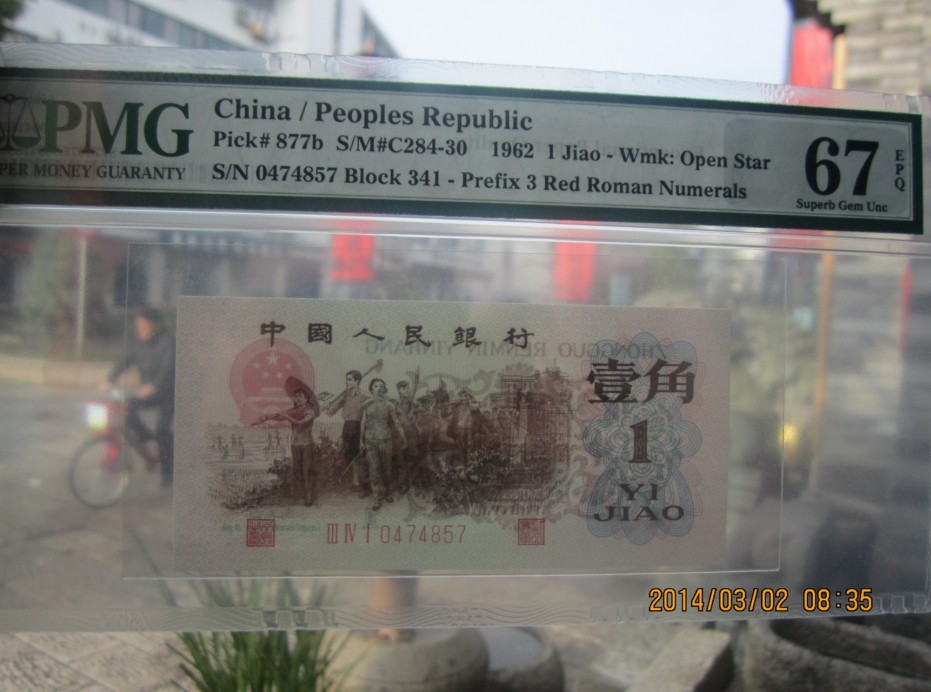 PMG
PER MONEY GUARANTY
China / Peoples Republic
Pick# 877b S/M#C284-30 1962 1 Jiao - Wmk: Open Star
S/N 0474857 Block 341 - Prefix 3 Red Roman Numerals
67
EPQ
Superb Gem Unc
中國人民銀行
ZHONGGUO RENMIN YINHANG
壹角
1
YI
JIAO
III IV I 0474857
2014/03/02 08:35